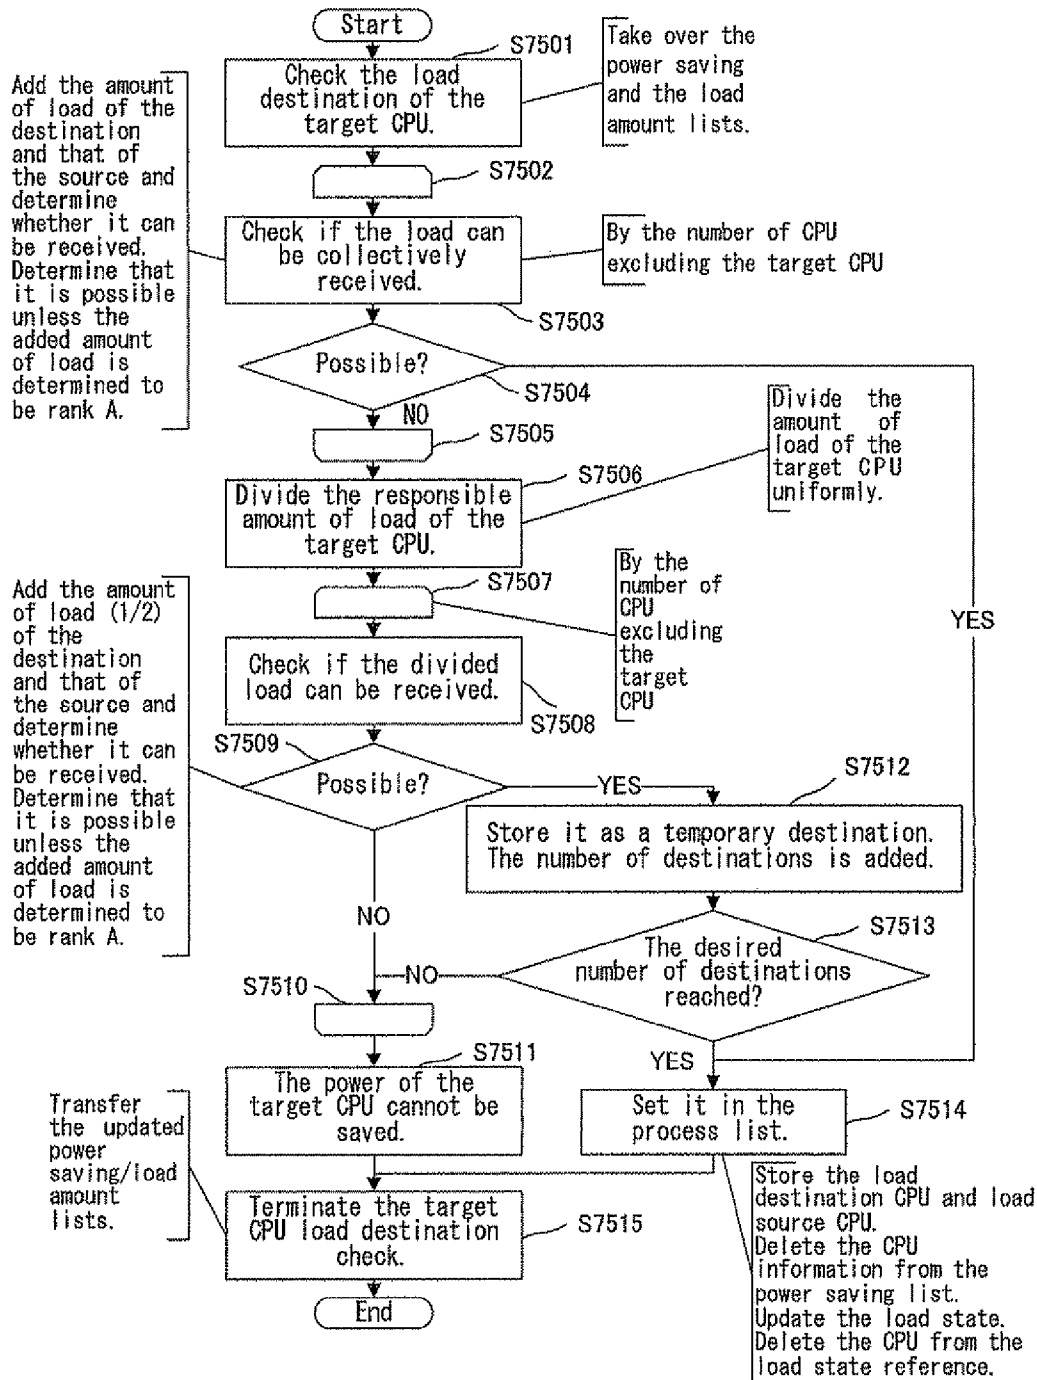 Start
S7501
Take over the
power saving
and the load
amount lists.
Check the load
destination of the
target CPU.
Add the amount
of load of the
destination
and that of
the source and
determine
whether it can
be received.
Determine that
it is possible
unless the
added amount
of load is
determined to
be rank A.
S7502
Check if the load can
be collectively
received.
By the number of CPU
excluding the target CPU
S7503
Possible?
S7504
NO
S7505
Divide the
amount of
load of the
target CPU
uniformly.
S7506
Divide the responsible
amount of load of the
target CPU.
S7507
By the
number of
CPU
excluding
the
target
CPU
YES
Add the amount
of load (1/2)
of the
destination
and that of
the source and
determine
whether it can
be received.
Determine that
it is possible
unless the
added amount
of load is
determined to
be rank A.
Check if the divided
load can be received.
S7508
S7509
Possible?
YES
S7512
Store it as a temporary destination.
The number of destinations is added.
NO
S7513
The desired
number of destinations
reached?
NO
S7510
YES
S7511
The power of the
target CPU cannot be
saved.
Set it in the
process list.
S7514
Transfer
the updated
power
saving/load
amount
lists.
Store the load
destination CPU and load
source CPU.
Delete the CPU
information from the
power saving list.
Update the load state.
Delete the CPU from the
load state reference.
Terminate the target
CPU load destination
check.
S7515
End